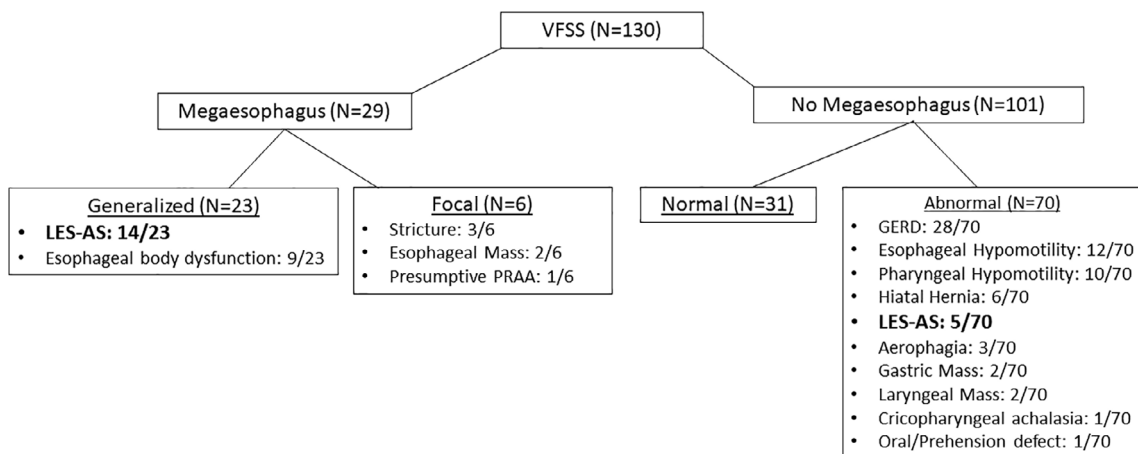 VFSS (N=130)
Megaesophagus (N=29)
No Megaesophagus (N=101)
Generalized (N=23)
• LES-AS: 14/23
• Esophageal body dysfunction: 9/23
Focal (N=6)
• Stricture: 3/6
• Esophageal Mass: 2/6
• Presumptive PRAA: 1/6
Normal (N=31)
Abnormal (N=70)
• GERD: 28/70
• Esophageal Hypomotility: 12/70
• Pharyngeal Hypomotility: 10/70
• Hiatal Hernia: 6/70
• LES-AS: 5/70
• Aerophagia: 3/70
• Gastric Mass: 2/70
• Laryngeal Mass: 2/70
• Cricopharyngeal achalasia: 1/70
• Oral/Prehension defect: 1/70